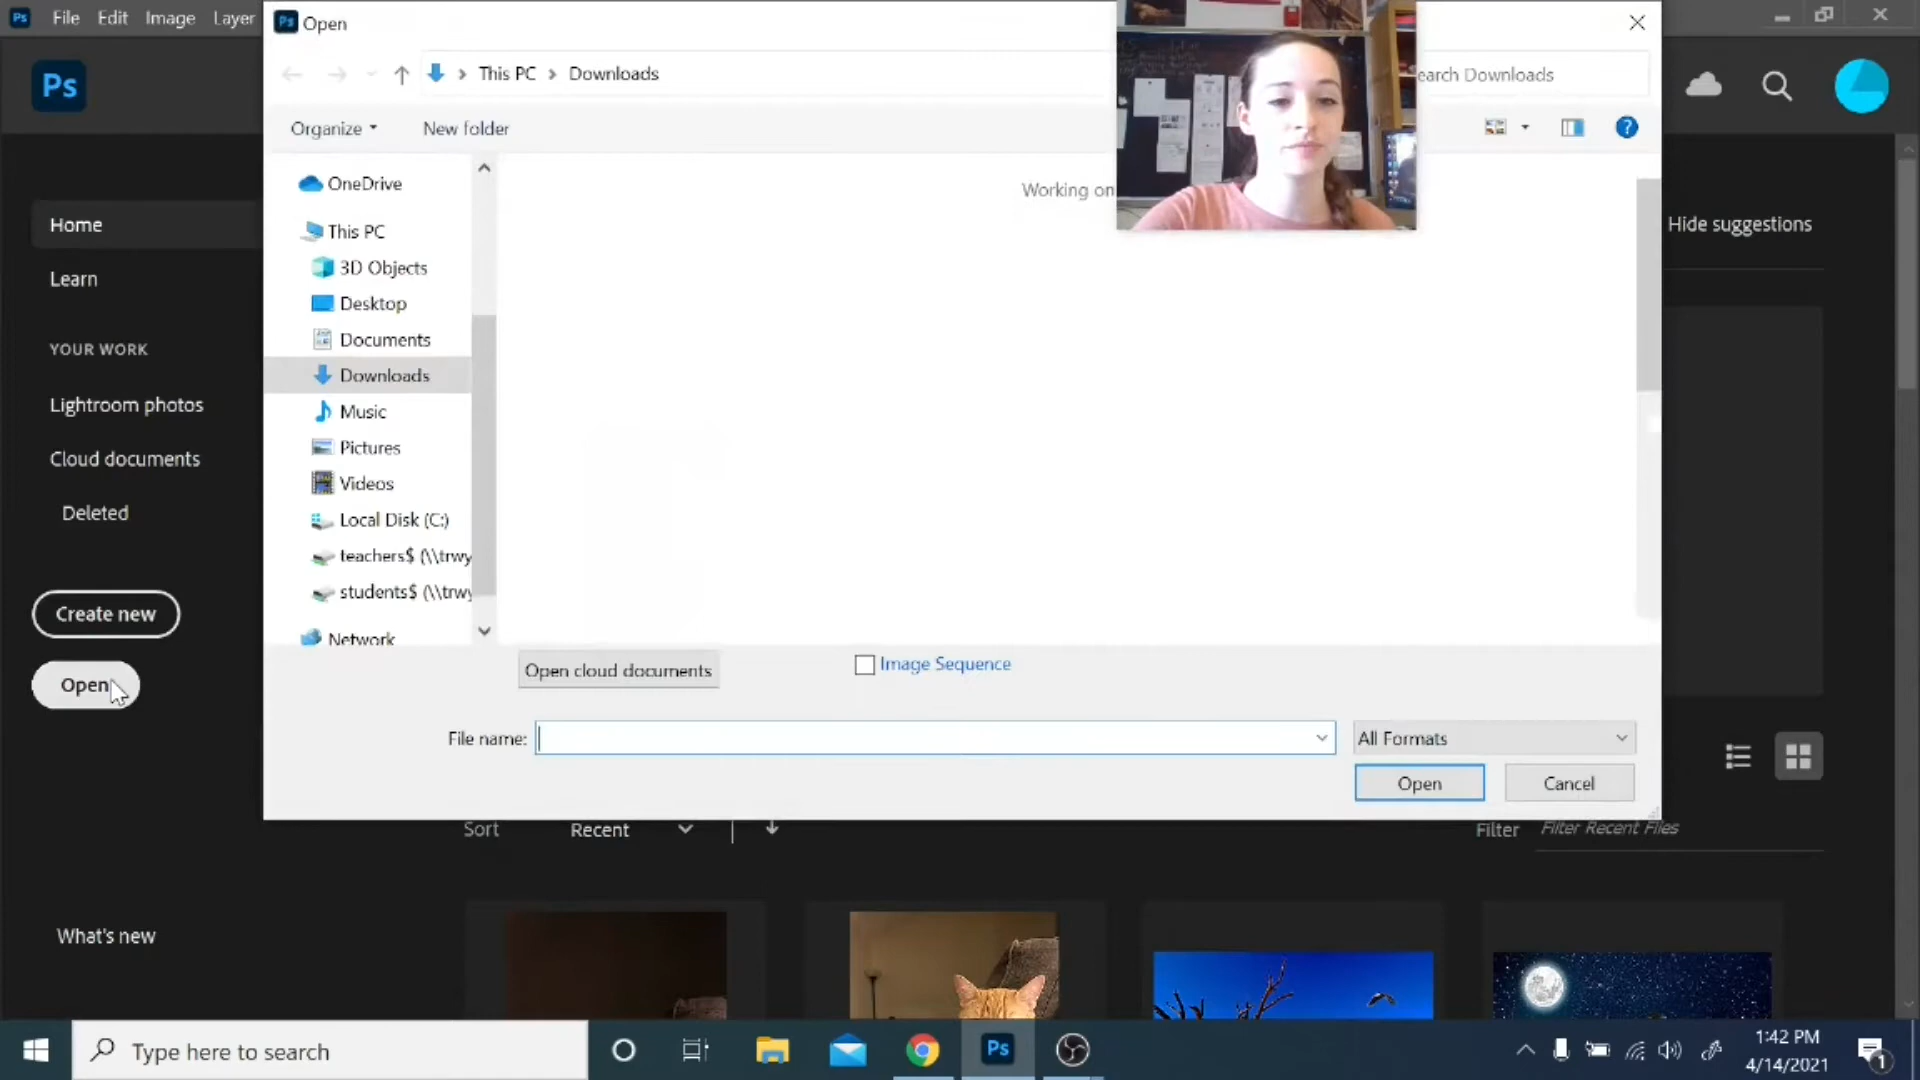 Ps File Edit Image Layer
Ps Open
Ps
This PC Downloads
earch Downloads
Organize New folder
OneDrive
Working on
This PC
3D Objects
Desktop
Documents
Downloads
Music
Pictures
Videos
Local Disk (C:)
teachers$ (\\trwy
students$ (\\trwy
Network
Home
Learn
YOUR WORK
Lightroom photos
Cloud documents
Deleted
Create new
Open
Hide suggestions
Open cloud documents
Image Sequence
File name:
All Formats
Open Cancel
Sort Recent
Filter Filter Recent Files
What's new
Type here to search
Ps
1:42 PM
4/14/2021
1